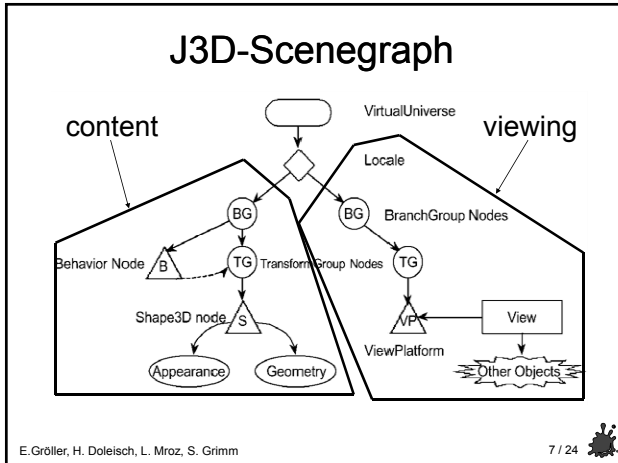 J3D-Scenegraph
content
VirtualUniverse
viewing
Locale
BG
BG
BranchGroup Nodes
Behavior Node
B
TG
TransformGroup Nodes
TG
Shape3D node
S
VP
View
ViewPlatform
Appearance
Geometry
Other Objects
E.Gröller, H. Doleisch, L. Mroz, S. Grimm
7 / 24